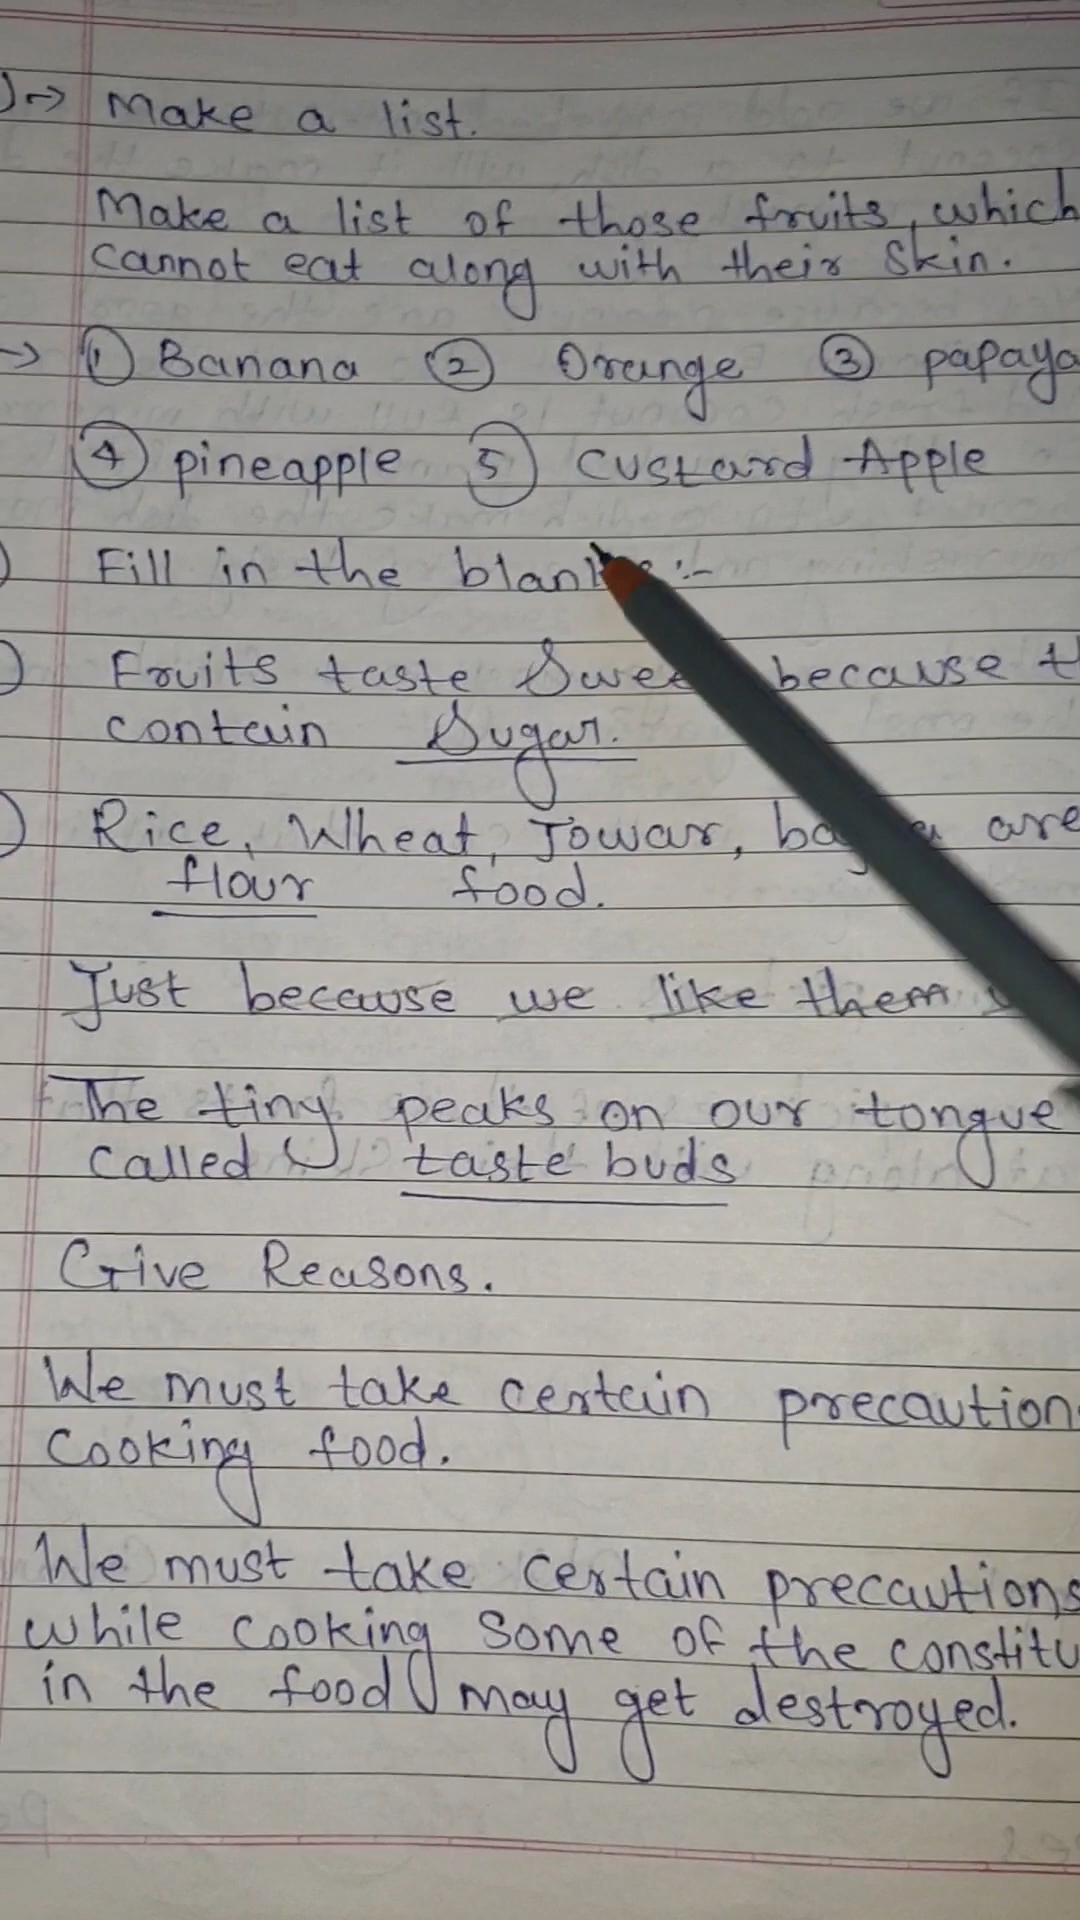 Make a list.
Make a list of those fruits, which
cannot eat along with their skin.
→ ① Banana ② Orange ③ papaya
④ pineapple ⑤ Custard Apple
Fill in the blanks :-
Fruits taste Sweet because
contain Sugar.
Rice, Wheat, Jowar, are
flour food.
Just because we like them
The tiny peaks on our tongue
called taste buds
Give Reasons.
We must take certain precaution
Cooking food.
We must take certain precautions
while cooking Some of the constitu
in the food may get destroyed.